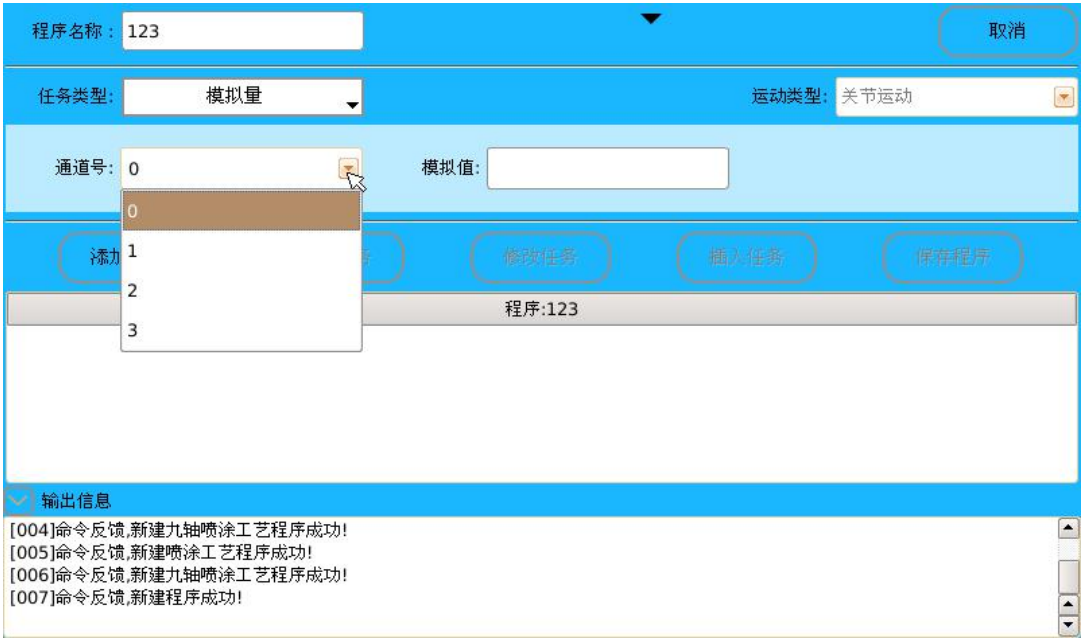 程序名称：123 取消
任务类型: 模拟量 运动类型: 关节运动
通道号: 0 模拟值:
0
1
2
3
添加 务 修改任务 插入任务 保存程序
程序:123
输出信息
[004]命令反馈,新建九轴喷涂工艺程序成功!
[005]命令反馈,新建喷涂工艺程序成功!
[006]命令反馈,新建九轴喷涂工艺程序成功!
[007]命令反馈,新建程序成功!